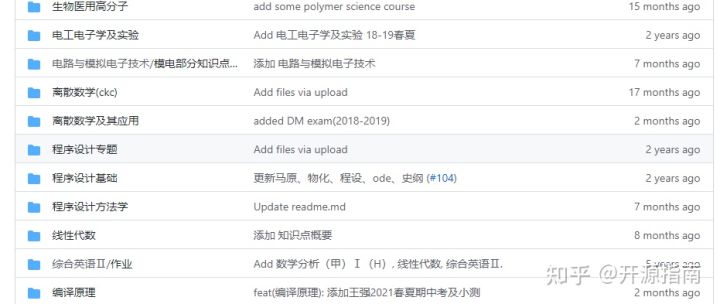 生物医用高分子 add some polymer science course 15 months ago
电工电子学及实验 Add 电工电子学及实验 18-19春夏 2 years ago
电路与模拟电子技术/模电部分知识点... 添加 电路与模拟电子技术 7 months ago
离散数学(ckc) Add files via upload 17 months ago
离散数学及其应用 added DM exam(2018-2019) 2 months ago
程序设计专题 Add files via upload 2 years ago
程序设计基础 更新马原、物化、程设、ode、史纲 (#104) 2 years ago
程序设计方法学 Update readme.md 7 months ago
线性代数 添加 知识点概要 8 months ago
综合英语Ⅱ/作业 Add 数学分析（甲）Ⅰ（H）, 线性代数, 综合英语Ⅱ. 5 years ago
编译原理 feat(编译原理): 添加王强2021春夏期中考及小测 2 months ago
知乎 @开源指南